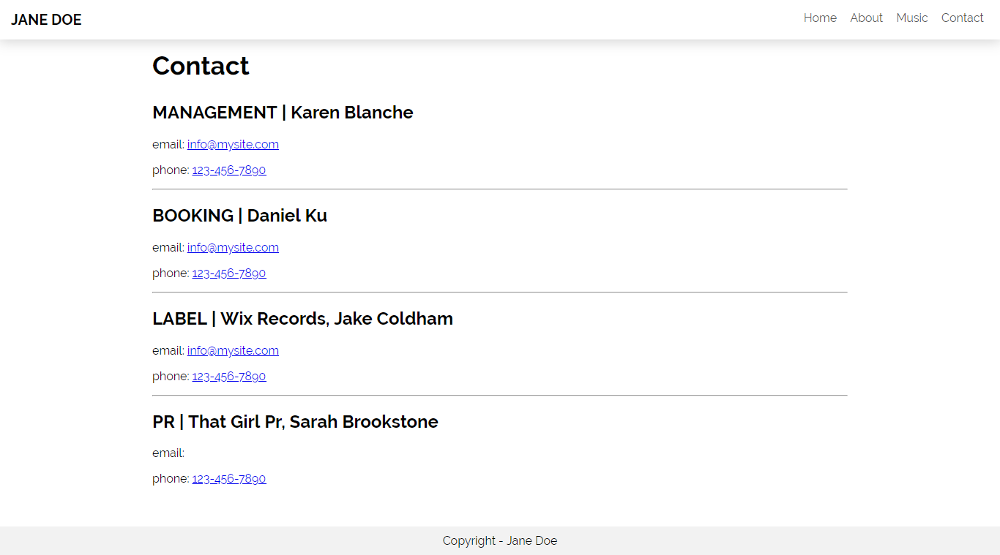 JANE DOE
Home About Music Contact
Contact
MANAGEMENT | Karen Blanche
email: info@mysite.com
phone: 123-456-7890
BOOKING | Daniel Ku
email: info@mysite.com
phone: 123-456-7890
LABEL | Wix Records, Jake Coldham
email: info@mysite.com
phone: 123-456-7890
PR | That Girl Pr, Sarah Brookstone
email:
phone: 123-456-7890
Copyright - Jane Doe